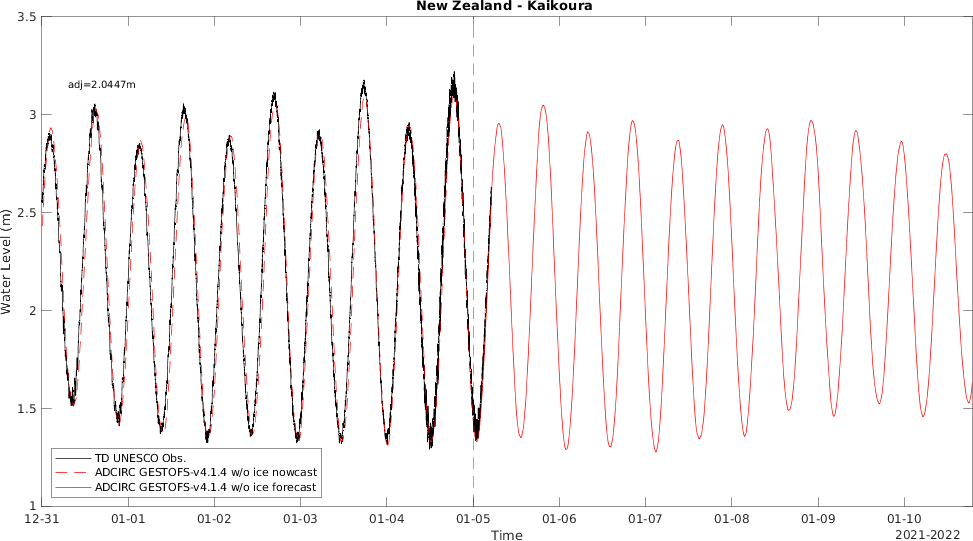 New Zealand - Kaikoura
3.5
adj=2.0447m
3
2.5
Water Level (m)
2
1.5
TD UNESCO Obs.
ADCIRC GESTOFS-v4.1.4 w/o ice nowcast
ADCIRC GESTOFS-v4.1.4 w/o ice forecast
1
12-31 01-01 01-02 01-03 01-04 01-05 01-06 01-07 01-08 01-09 01-10
Time
2021-2022